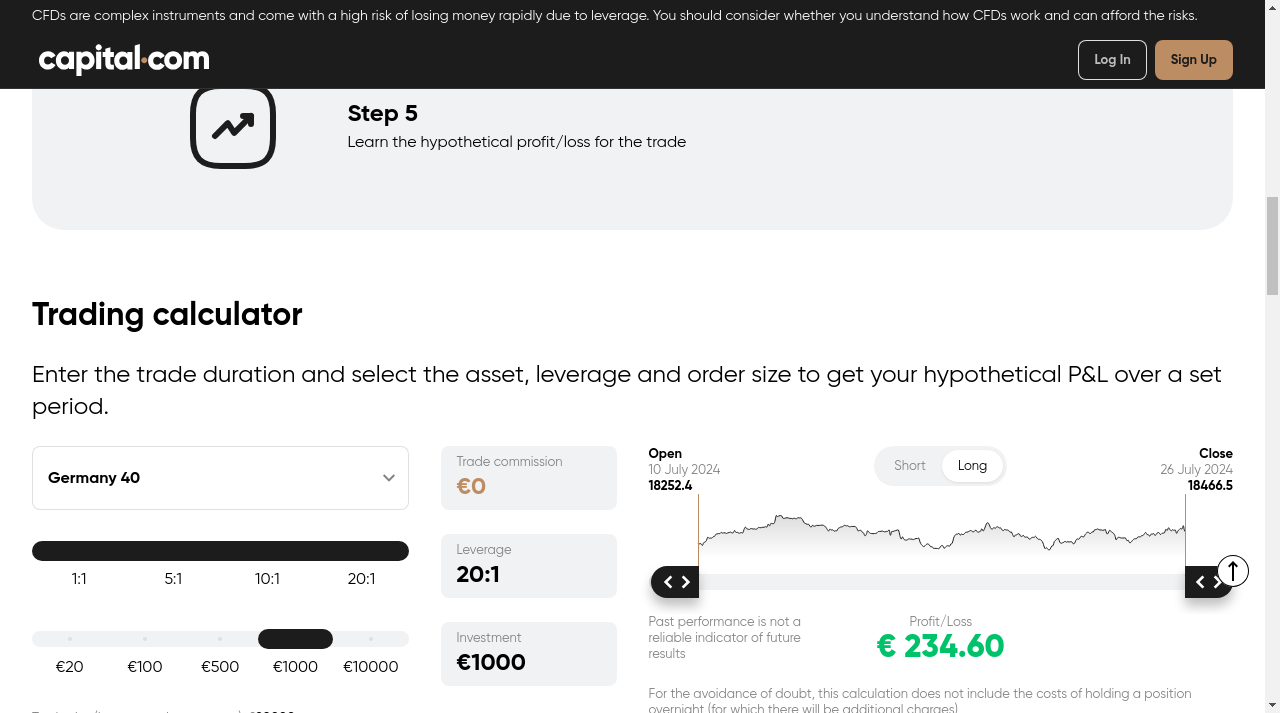 CFDs are complex instruments and come with a high risk of losing money rapidly due to leverage. You should consider whether you understand how CFDs work and can afford the risks.
capital.com
Log In
Sign Up
Step 5
Learn the hypothetical profit/loss for the trade
Trading calculator
Enter the trade duration and select the asset, leverage and order size to get your hypothetical P&L over a set
period.
Germany 40
1:1 5:1 10:1 20:1
€20 €100 €500 €1000 €10000
Trade commission
€0
Leverage
20:1
Investment
€1000
Open
10 July 2024
18252.4
Short Long
Close
26 July 2024
18466.5
Past performance is not a
reliable indicator of future
results
Profit/Loss
€ 234.60
For the avoidance of doubt, this calculation does not include the costs of holding a position
overnight (for which there will be additional charges)